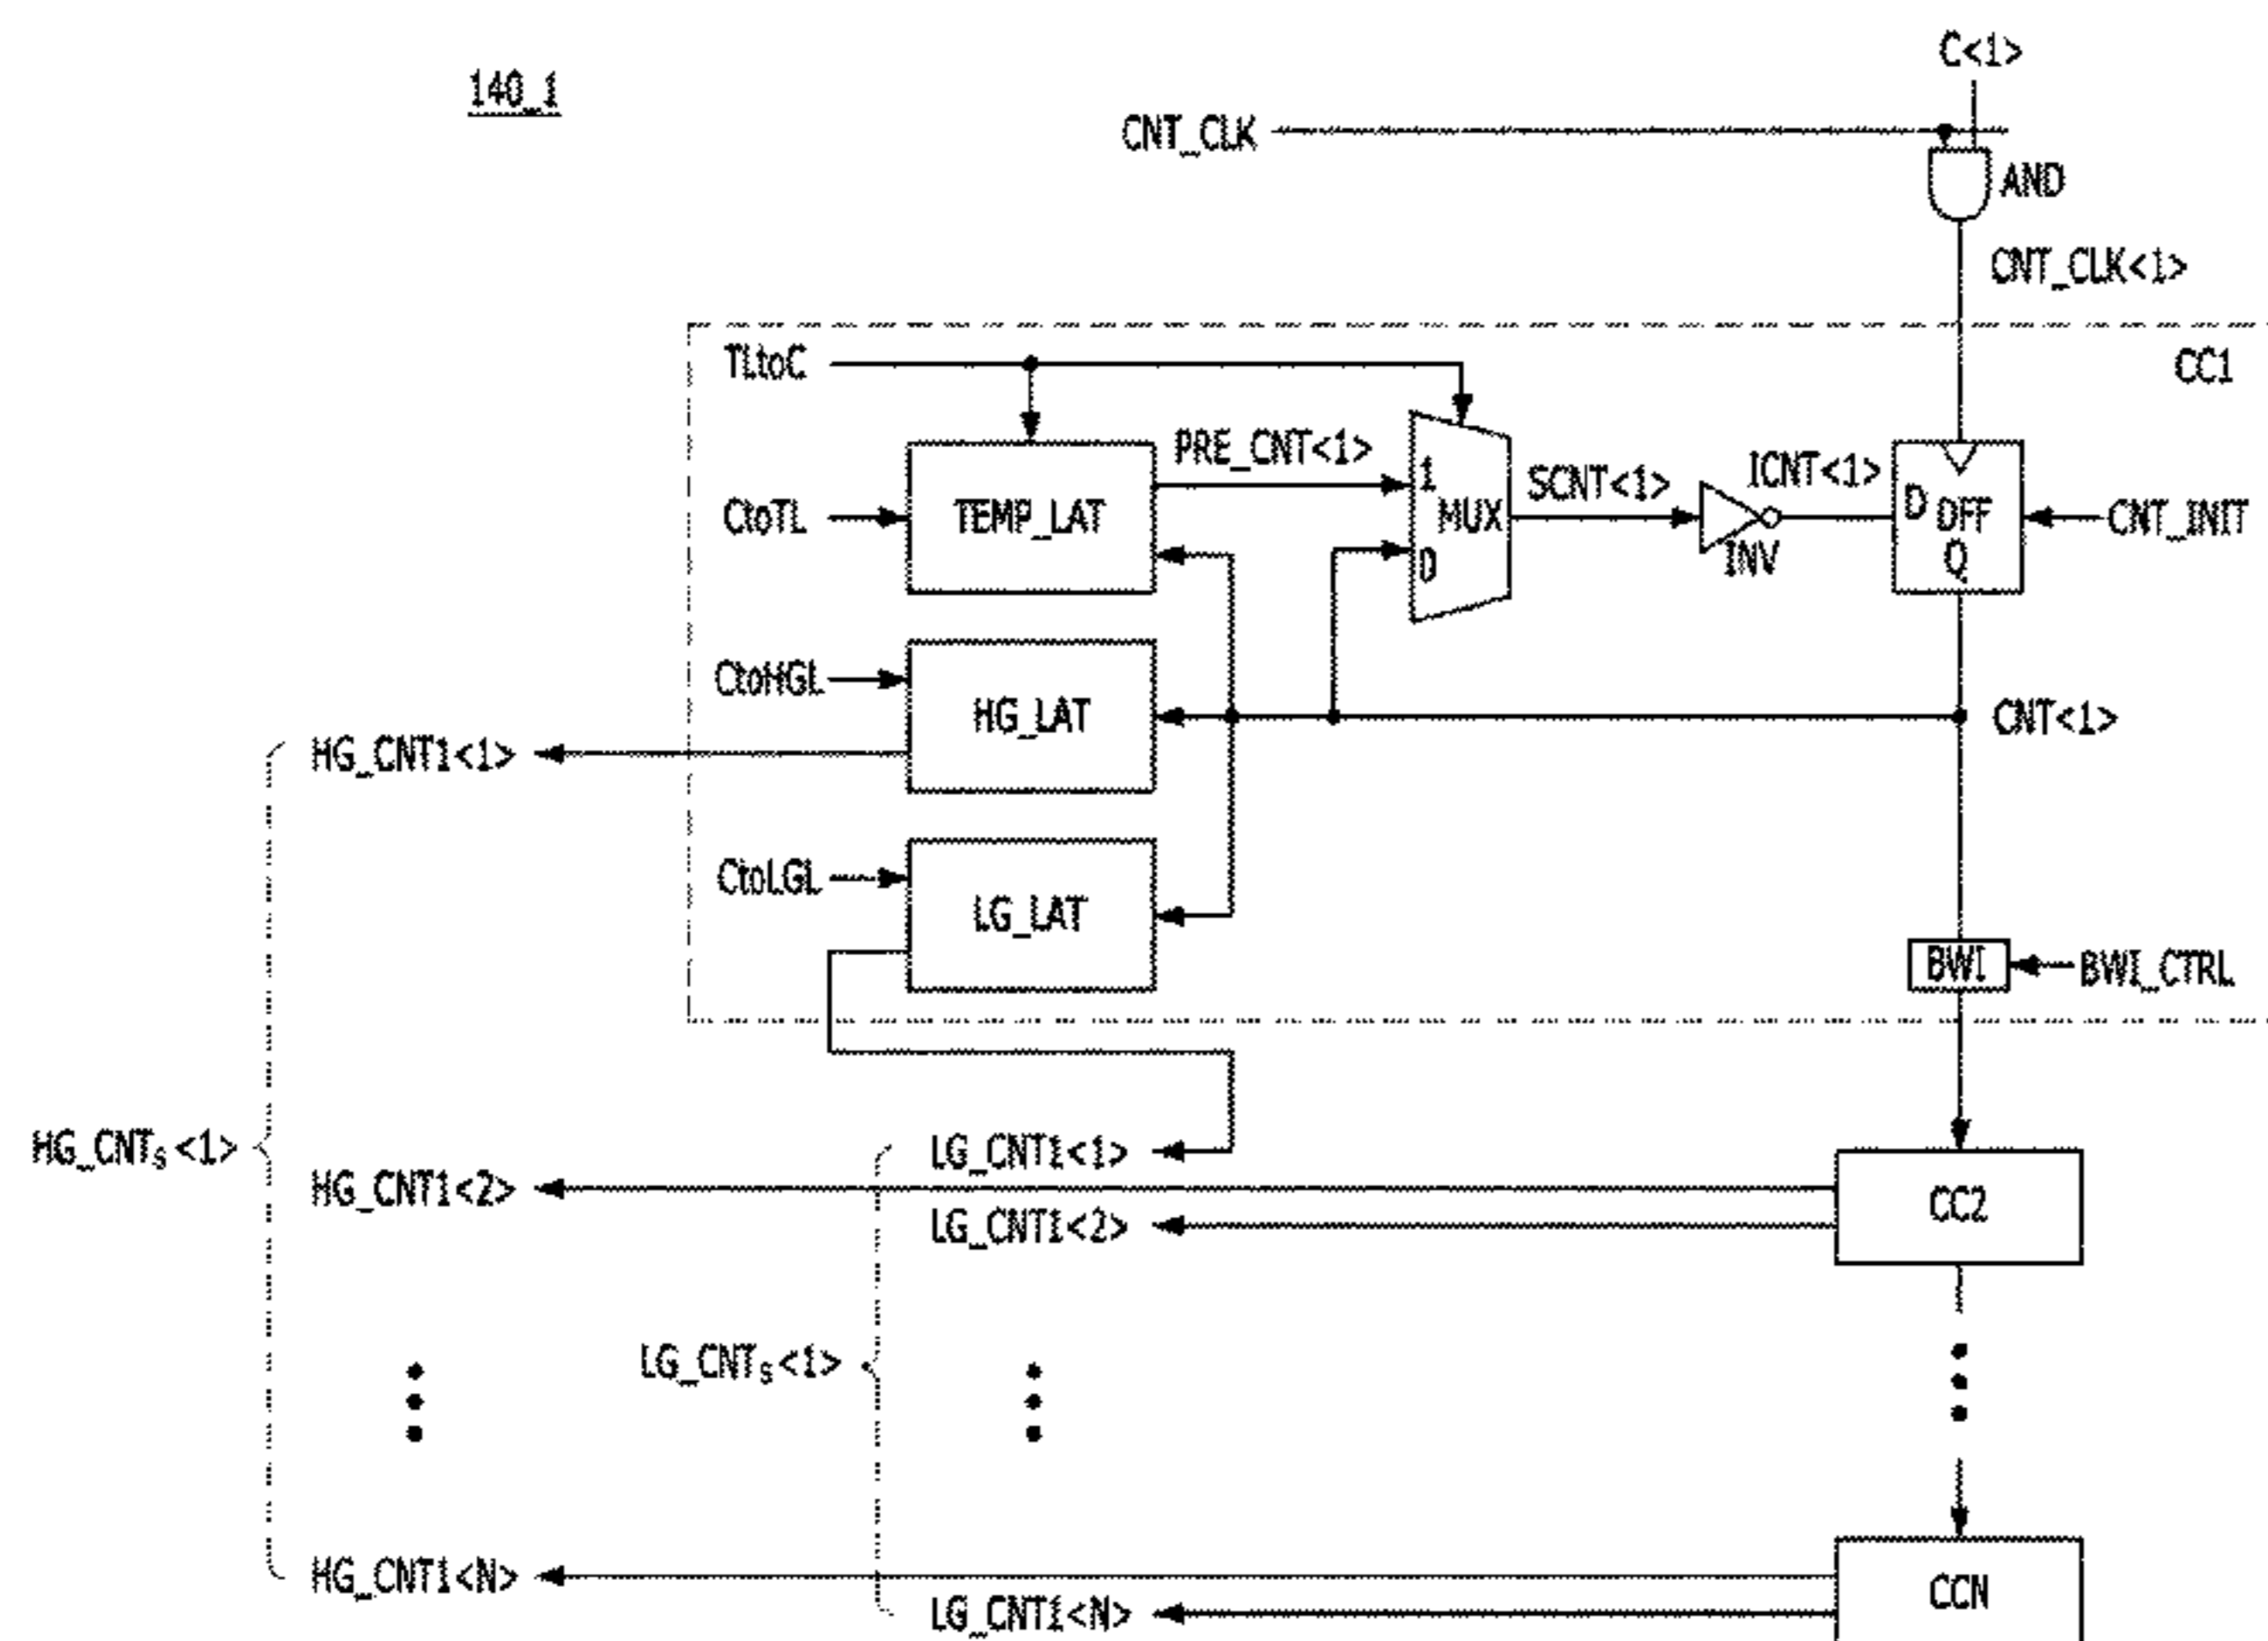 140_1
C<1>
CNT_CLK
AND
CNT_CLK<1>
TLtoC
CC1
PRE_CNT<1>
1
MUX
0
SCNT<1>
ICNT<1>
INV
D DFF
Q
CNT_INIT
CtoTL
TEMP_LAT
CtoHGL
HG_LAT
CNT<1>
HG_CNT1<1>
CtoLGL
LG_LAT
BWI
BWI_CTRL
HG_CNTs<1>
LG_CNT1<1>
HG_CNT1<2>
LG_CNT1<2>
CC2
LG_CNTs<1>
HG_CNT1<N>
LG_CNT1<N>
CCN